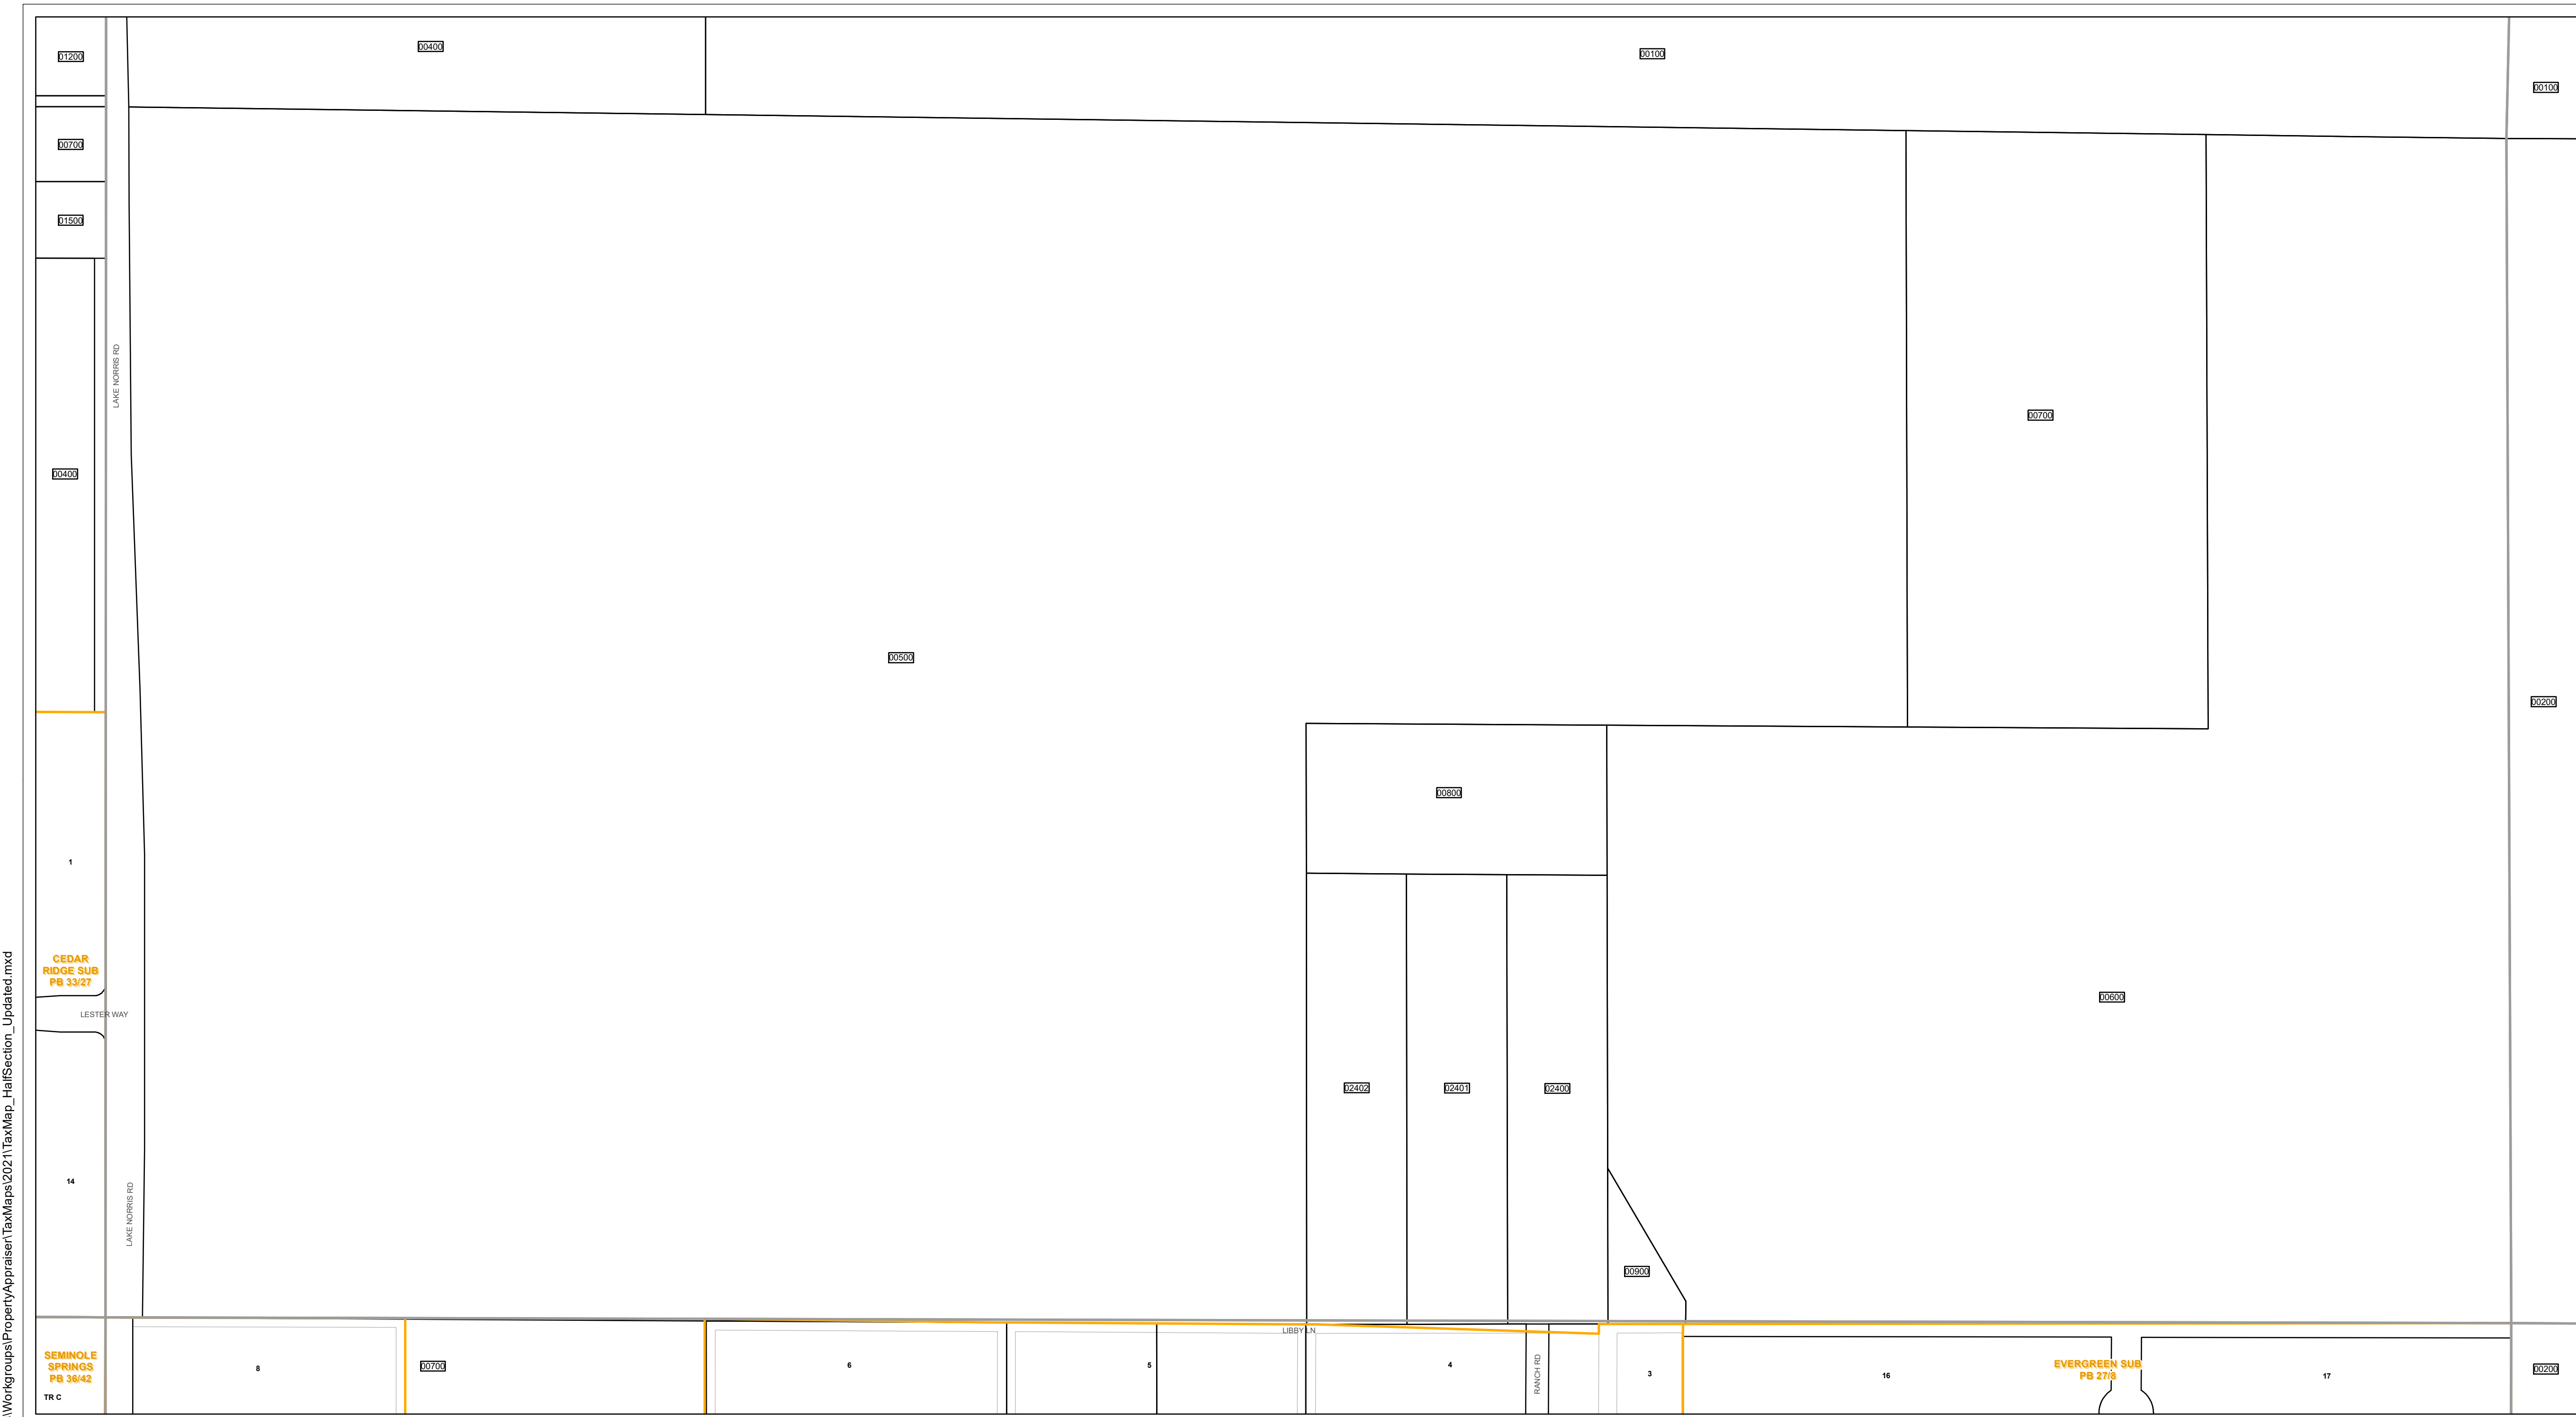 01200
00400
00100
00100
00700
01500
LAKE NORRIS RD
00400
00700
00500
00200
00800
1
CEDAR
RIDGE SUB
PB 33/27
LESTER WAY
00600
02402
02401
02400
14
LAKE NORRIS RD
00900
LIBBY LN
SEMINOLE
SPRINGS
PB 36/42
TR C
8
00700
6
5
4
RANCH RD
3
16
EVERGREEN SUB
PB 27/8
17
00200
\Workgroups\PropertyAppraiser\TaxMaps\2021\TaxMap_HalfSection_Updated.mxd